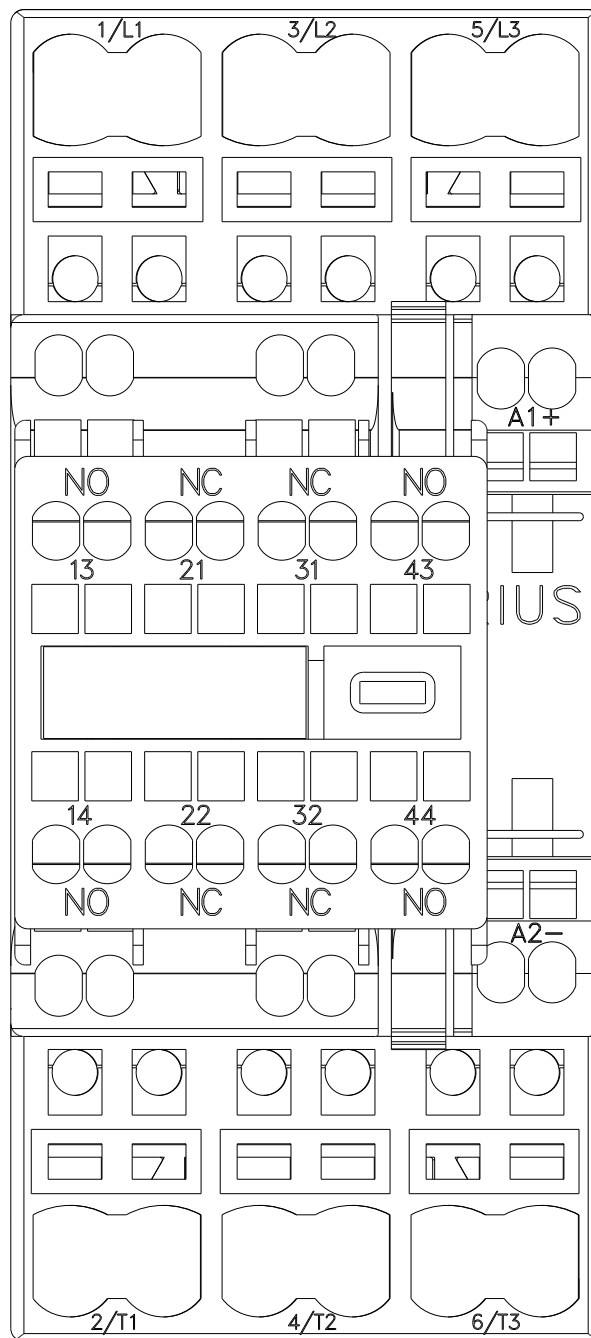 1/L1 3/L2 5/L3
A1+
NO NC NC NO
13 21 31 43
IUS
14 22 32 44
NO NC NC NO
A2-
2/T1 4/T2 6/T3